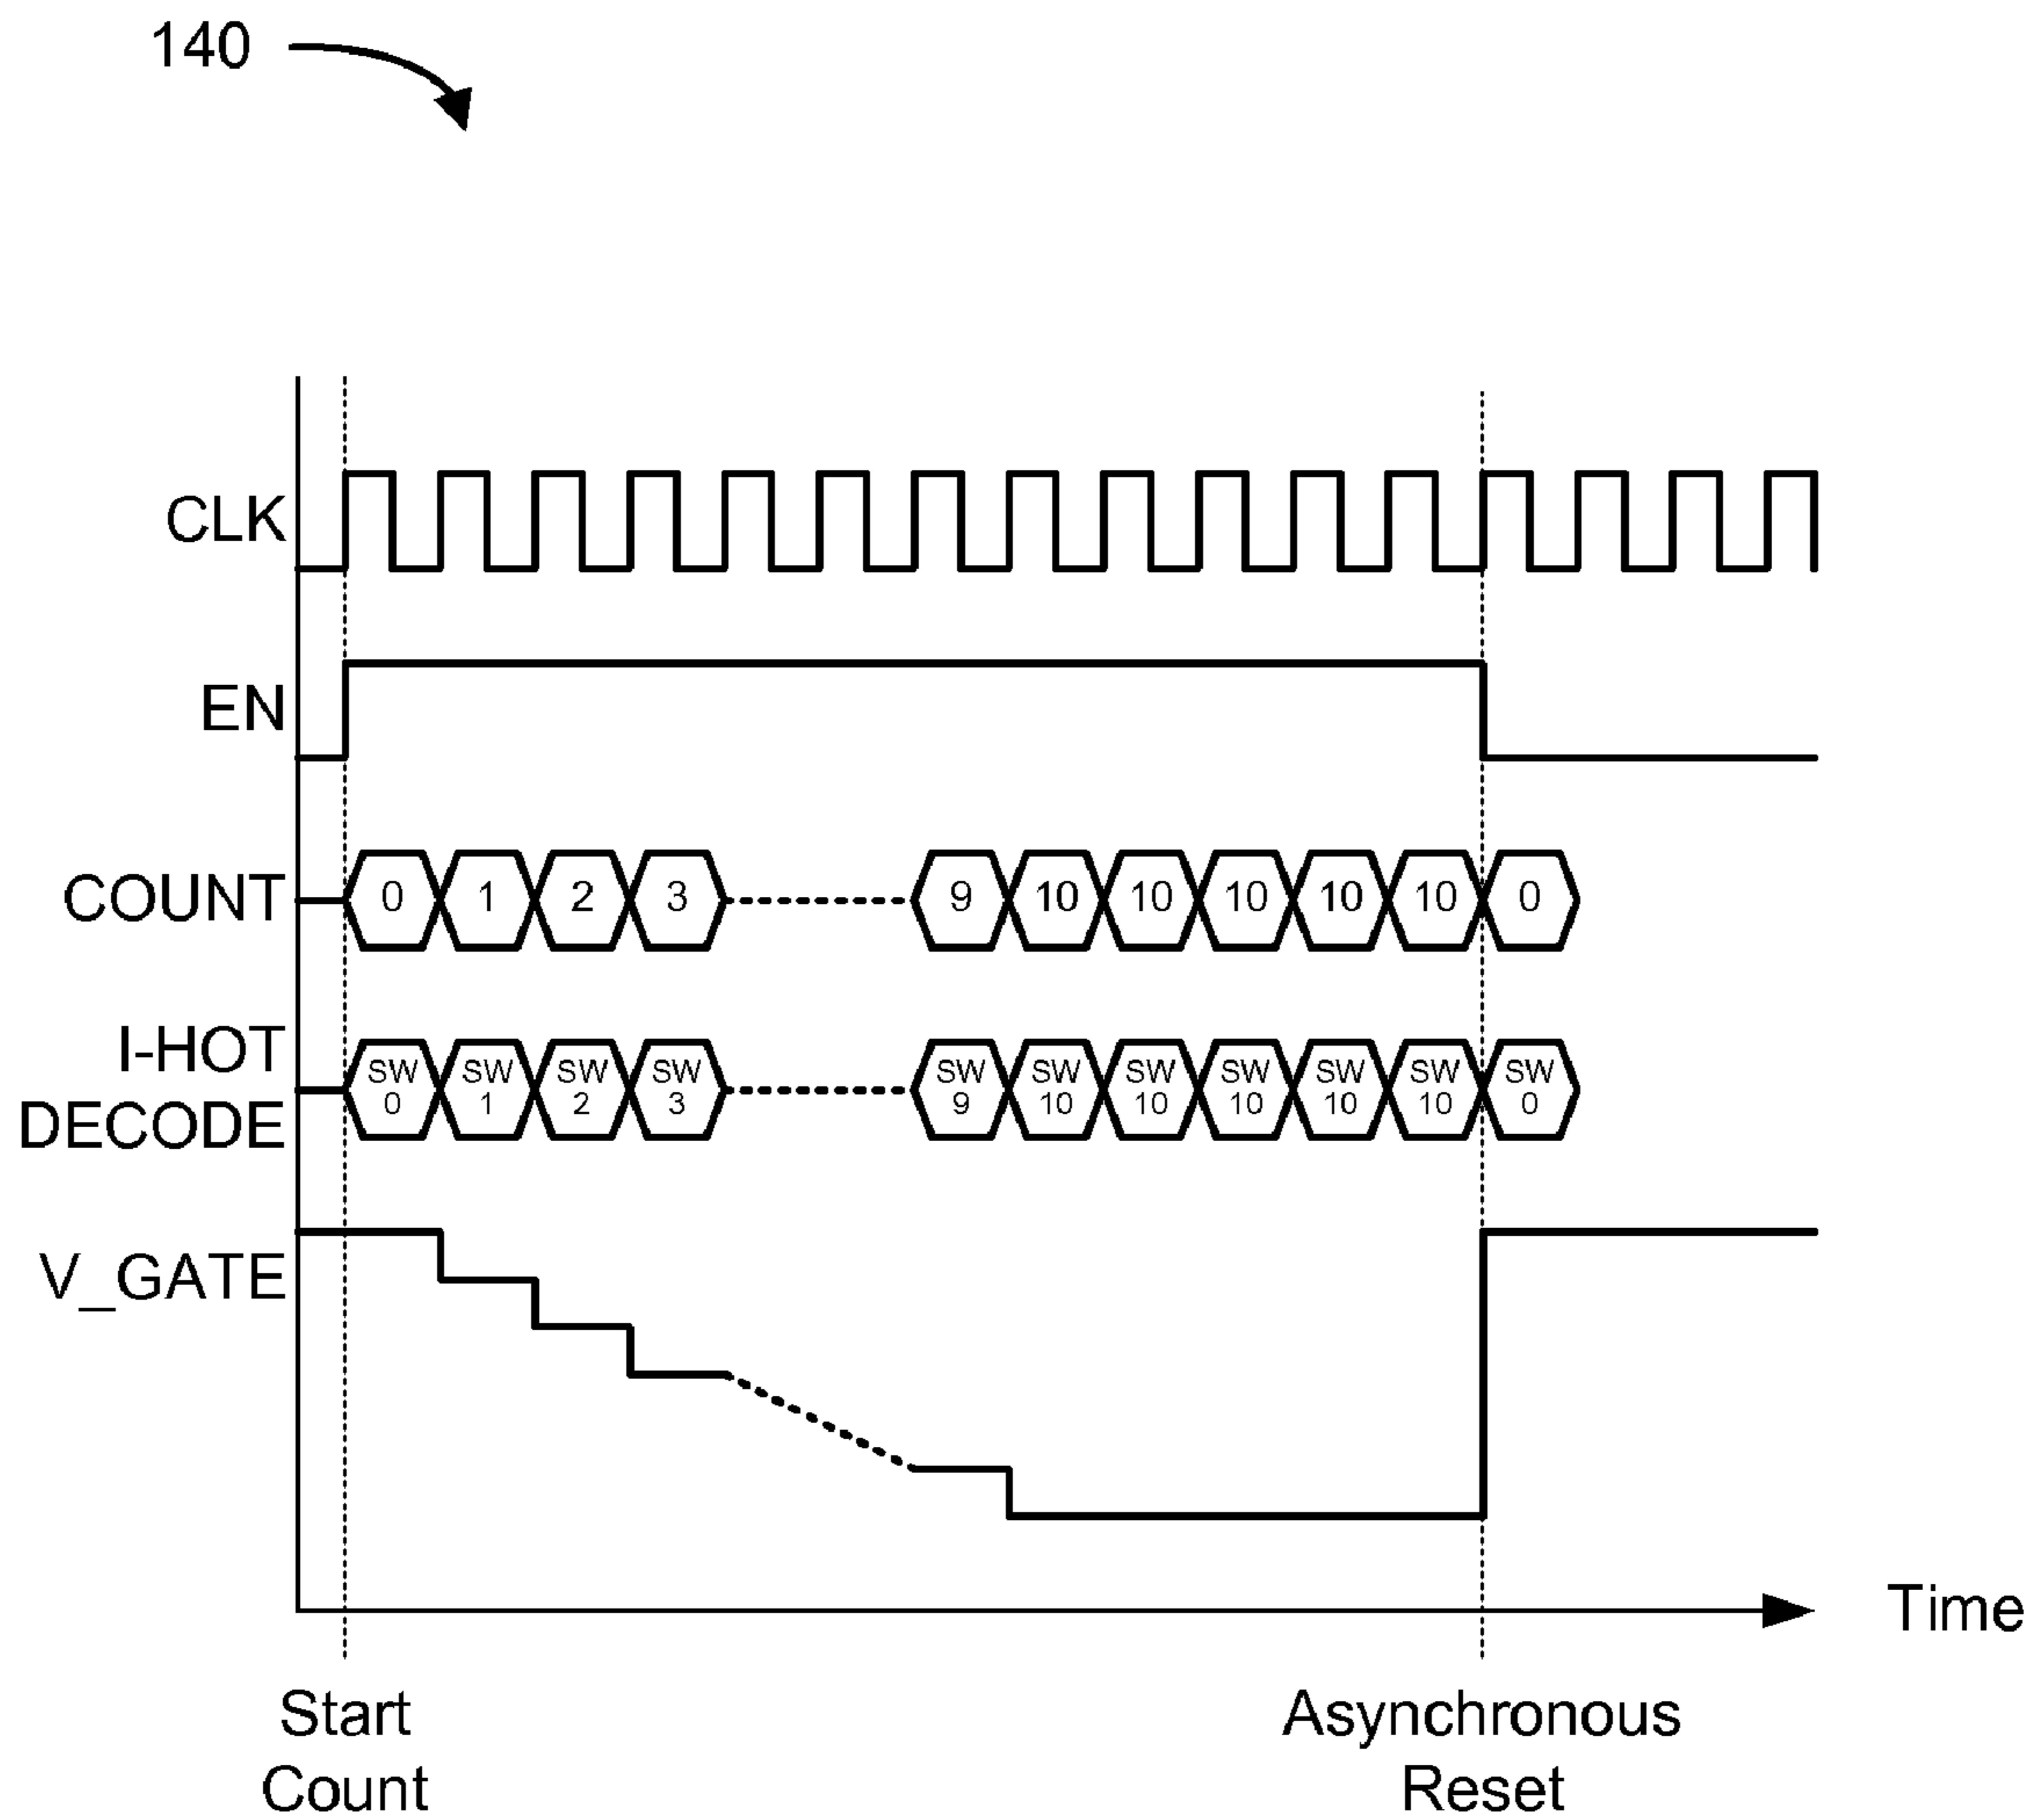 140
CLK
EN
COUNT 0 1 2 3 9 10 10 10 10 10 0
I-HOT
DECODE
SW SW SW SW SW SW SW SW SW SW SW
0 1 2 3 9 10 10 10 10 10 0
V_GATE
Time
Start
Count
Asynchronous
Reset